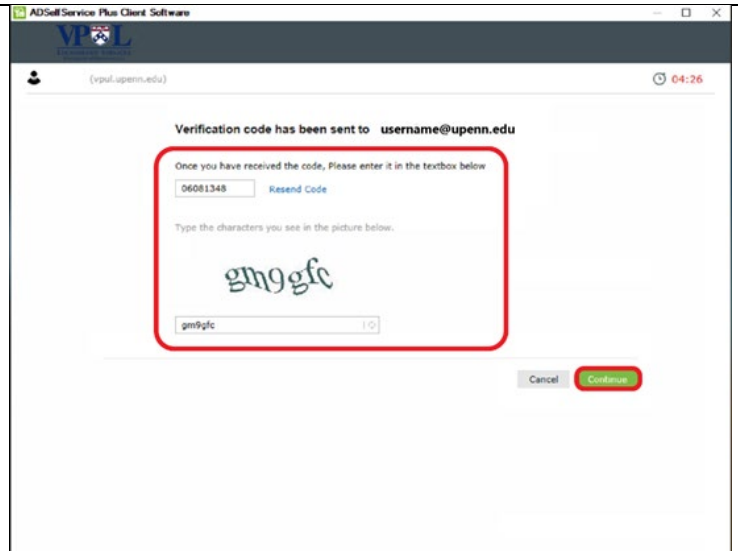 ADSelfService Plus Client Software
VPUL
(vpul.upenn.edu)
04:26
Verification code has been sent to username@upenn.edu
Once you have received the code, Please enter it in the textbox below
06081348 Resend Code
Type the characters you see in the picture below.
gm9gfc
gm9gfc
Cancel Continue